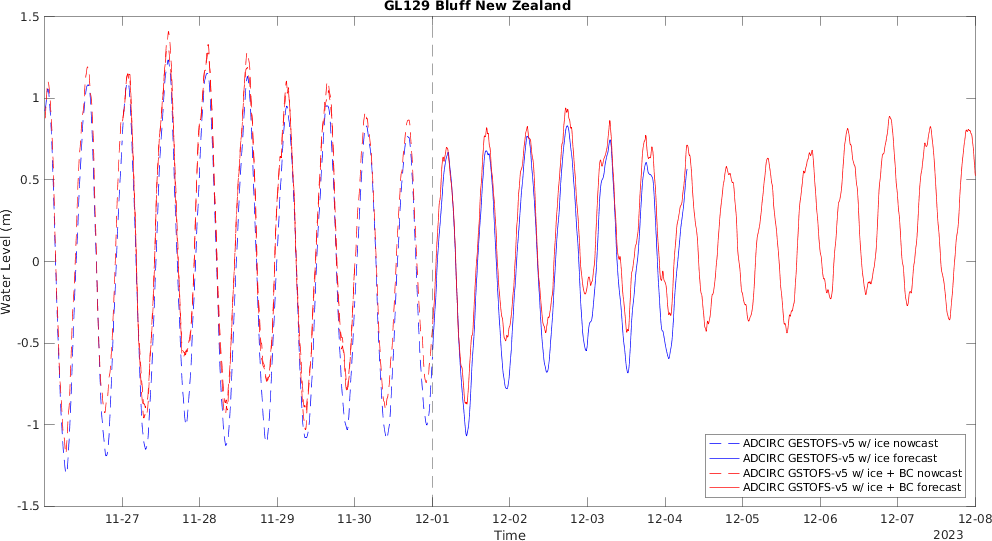 GL129 Bluff New Zealand
1.5
1
0.5
0
-0.5
-1
-1.5
Water Level (m)
11-27 11-28 11-29 11-30 12-01 12-02 12-03 12-04 12-05 12-06 12-07 12-08
Time
2023
ADCIRC GESTOFS-v5 w/ ice nowcast
ADCIRC GESTOFS-v5 w/ ice forecast
ADCIRC GSTOFS-v5 w/ ice + BC nowcast
ADCIRC GSTOFS-v5 w/ ice + BC forecast